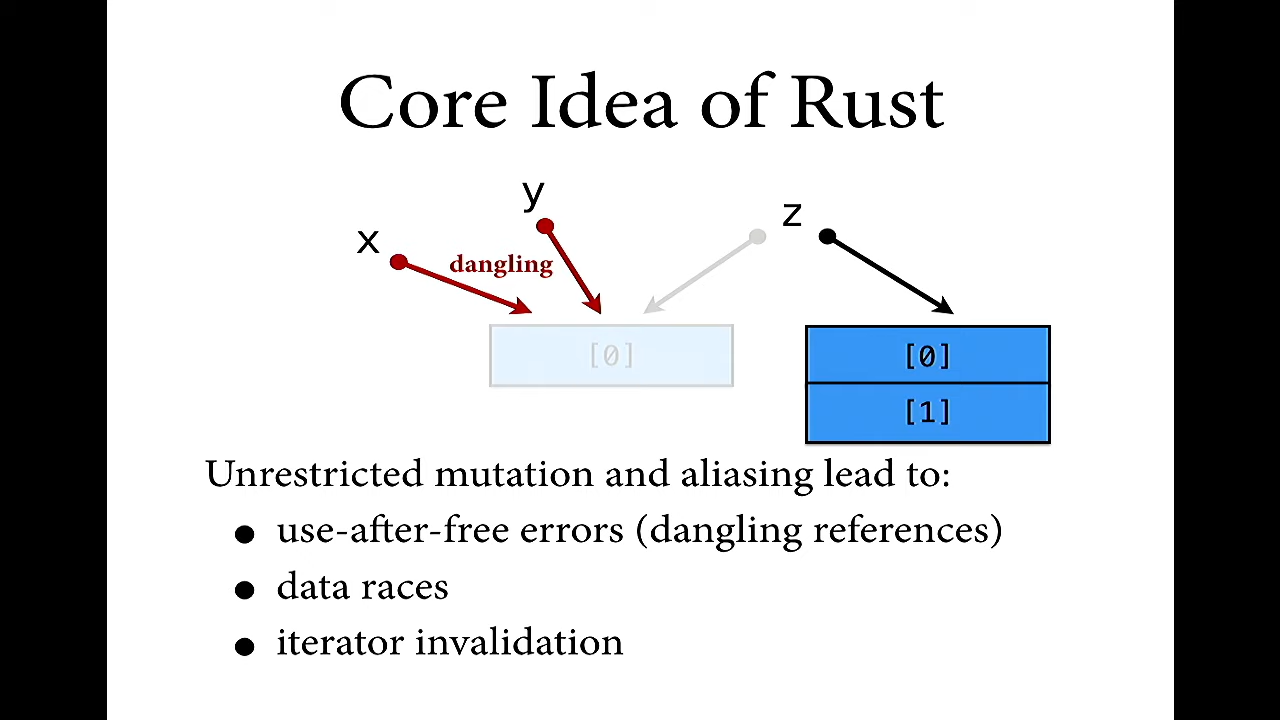 Core Idea of Rust
y
z
x
dangling
[0]
[0]
[1]
Unrestricted mutation and aliasing lead to:
● use-after-free errors (dangling references)
● data races
● iterator invalidation